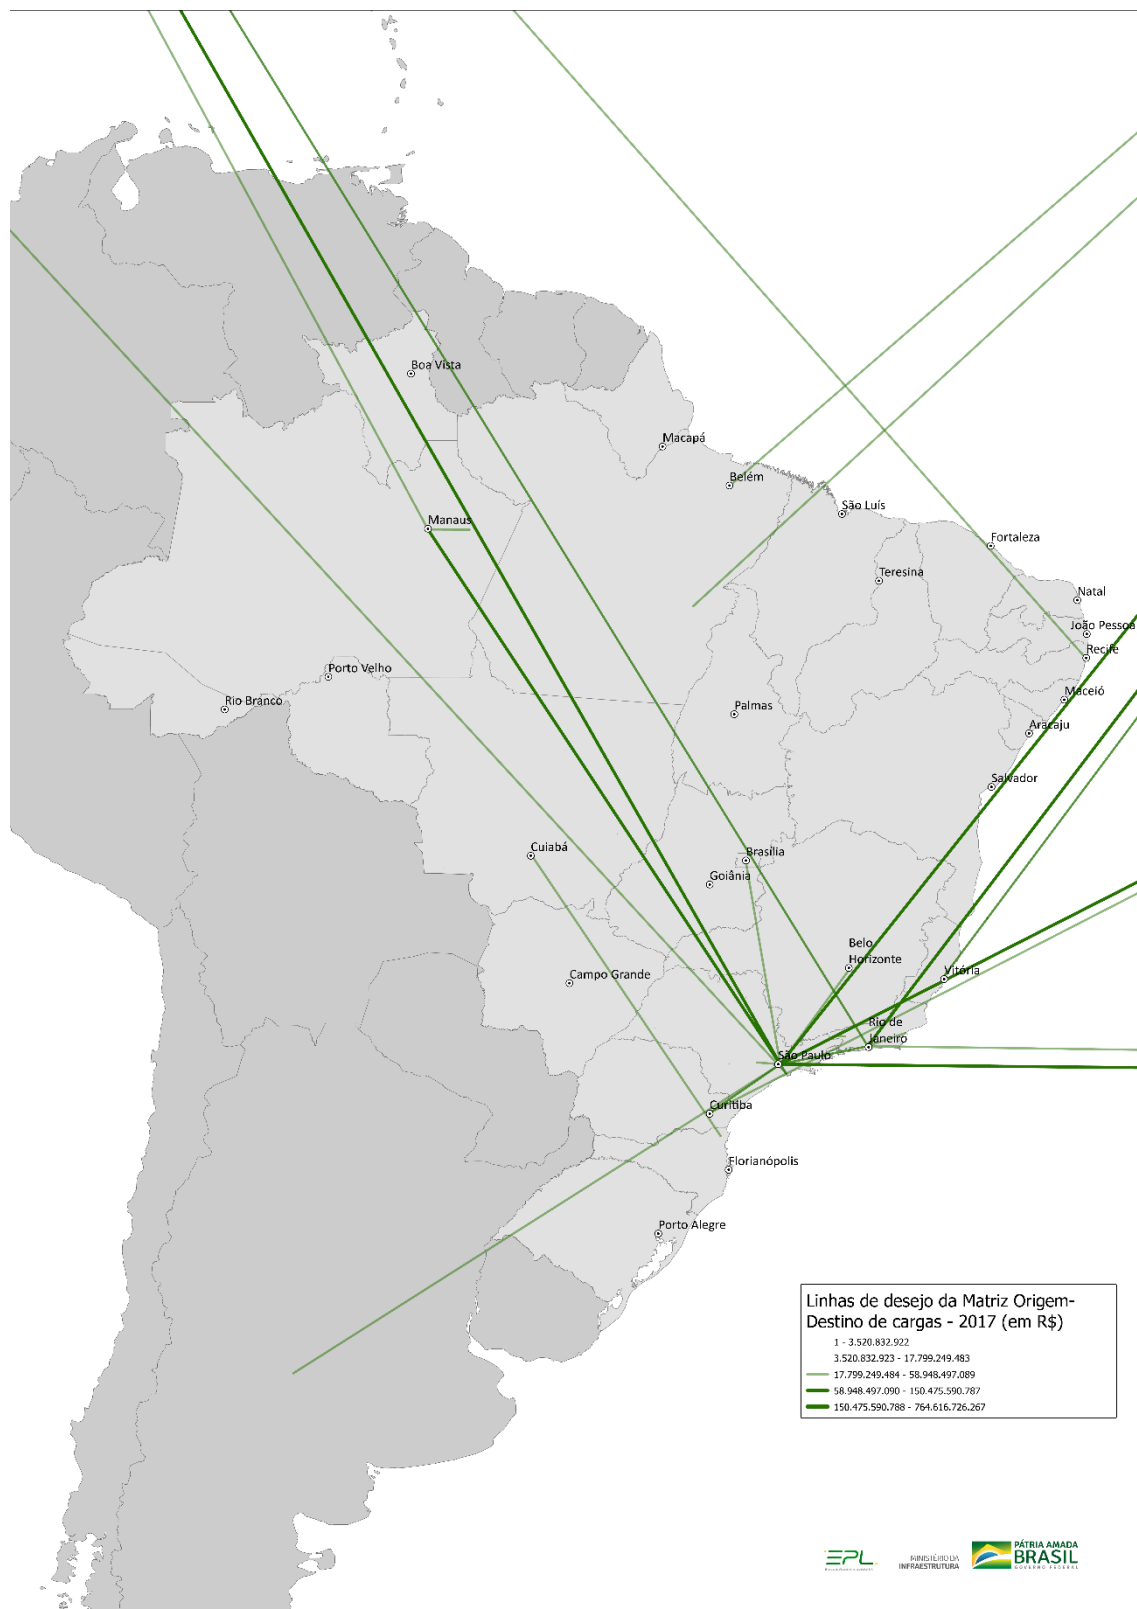 Boa Vista
Macapá
Belém
São Luís
Manaus
Fortaleza
Teresina
Natal
João Pessoa
Recife
Porto Velho
Maceió
Rio Branco
Palmas
Aracaju
Salvador
Cuiabá
Brasília
Goiânia
Belo
Horizonte
Campo Grande
Vitória
Rio de
Janeiro
São Paulo
Curitiba
Florianópolis
Porto Alegre
Linhas de desejo da Matriz Origem-
Destino de cargas - 2017 (em R$)
1 - 3.520.832.922
3.520.832.923 - 17.799.249.483
17.799.249.484 - 58.948.497.089
58.948.497.090 - 150.475.590.787
150.475.590.788 - 764.616.726.267
EPL
MINISTÉRIO DA
INFRAESTRUTURA
PÁTRIA AMADA
BRASIL
GOVERNO FEDERAL